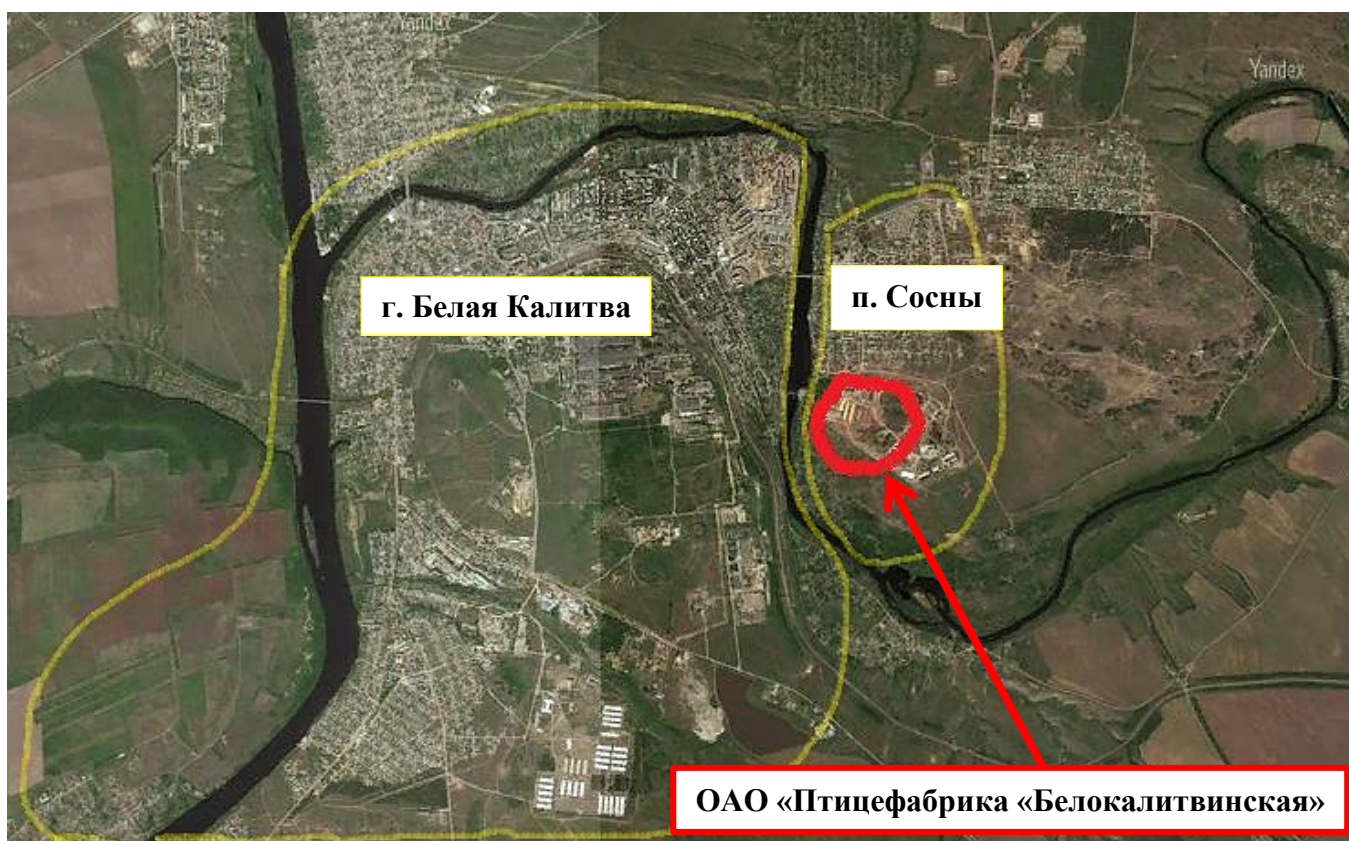 Yandex
Yandex
г. Белая Калитва
п. Сосны
ОАО «Птицефабрика «Белокалитвинская»